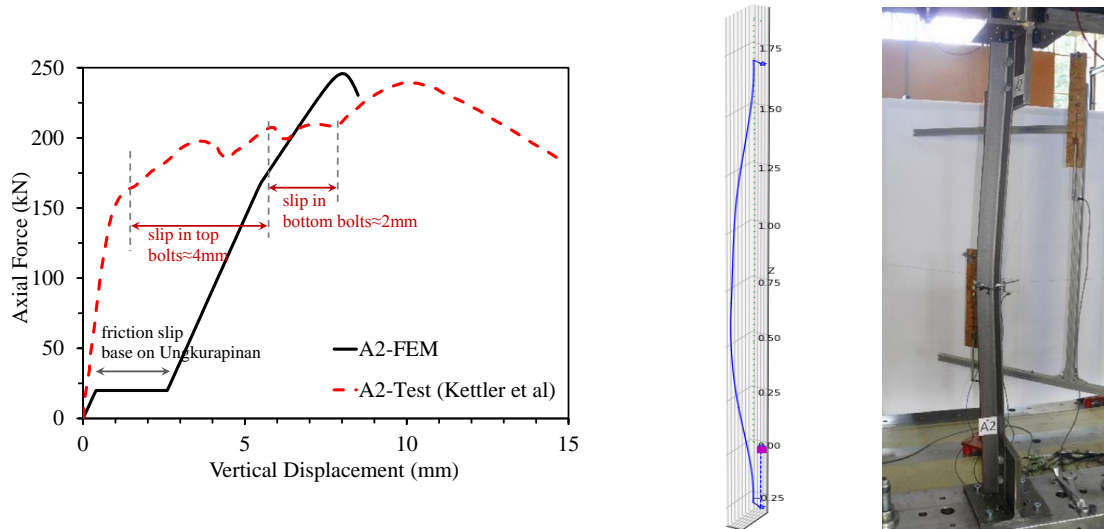 250
200
150
100
50
0
Axial Force (kN)
slip in
bottom bolts≈2mm
slip in top
bolts≈4mm
friction slip
base on Ungkurapinan
A2-FEM
A2-Test (Kettler et al)
0
5
10
15
Vertical Displacement (mm)
1.75
1.50
1.25
1.00
Z
0.75
0.50
0.25
0.00
0.25
A2
A2